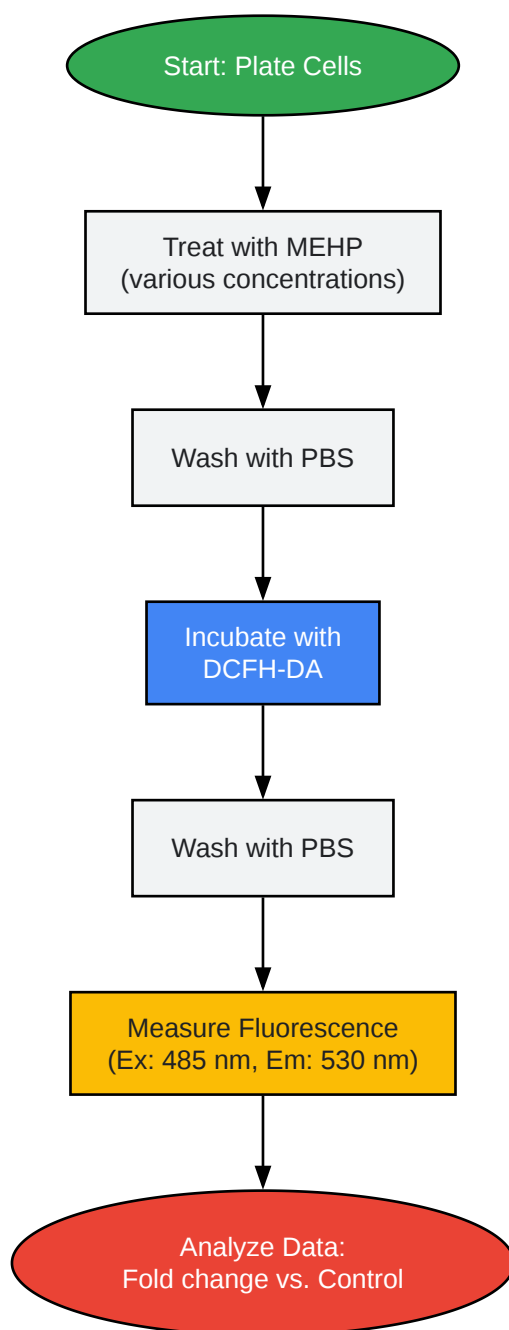 Start: Plate Cells
Treat with MEHP
(various concentrations)
Wash with PBS
Incubate with
DCFH-DA
Wash with PBS
Measure Fluorescence
(Ex: 485 nm, Em: 530 nm)
Analyze Data:
Fold change vs. Control